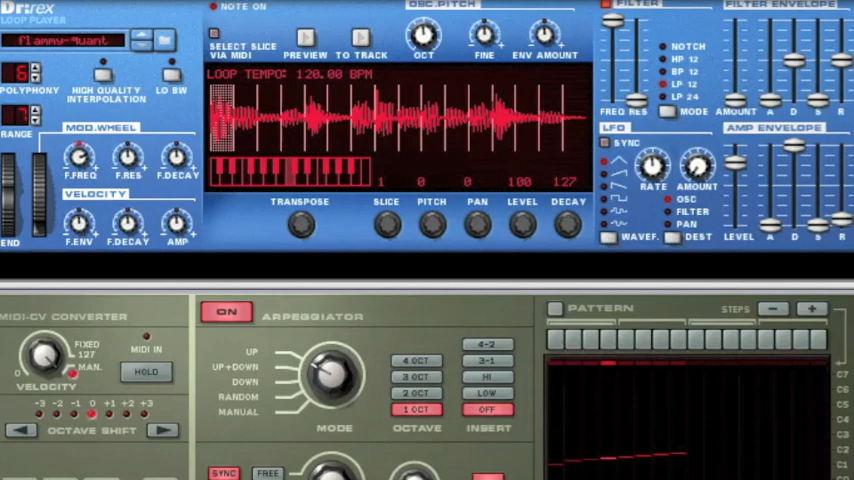 Dr:rex
LOOP PLAYER
flammy-quant
6
POLYPHONY
HIGH QUALITY
INTERPOLATION
LO BW
RANGE
MOD.WHEEL
F.FREQ
F.RES
F.DECAY
VELOCITY
F.ENV
F.DECAY
AMP
END
NOTE ON
SELECT SLICE
VIA MIDI
PREVIEW
TO TRACK
OSC.PITCH
OCT
FINE
ENV AMOUNT
LOOP TEMPO: 120.00 BPM
1 0 0 100 127
TRANSPOSE
SLICE
PITCH
PAN
LEVEL
DECAY
FILTER
FREQ
RES
NOTCH
HP 12
BP 12
LP 12
LP 24
MODE
FILTER ENVELOPE
AMOUNT
A
D
S
R
LFO
SYNC
RATE
AMOUNT
OSC
FILTER
PAN
WAVEF.
DEST
AMP ENVELOPE
LEVEL
A
D
S
R
MIDI-CV CONVERTER
FIXED
127
MAN.
0
VELOCITY
MIDI IN
HOLD
-3 -2 -1 0 +1 +2 +3
OCTAVE SHIFT
ON
ARPEGGIATOR
UP
UP+DOWN
DOWN
RANDOM
MANUAL
MODE
4 OCT
3 OCT
2 OCT
1 OCT
OCTAVE
4-2
3-1
HI
LOW
OFF
INSERT
SYNC
FREE
PATTERN
STEPS
-
+
C7
C6
C5
C4
C3
C2
C1